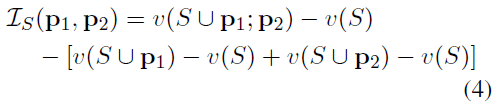 𝓘_S(p₁, p₂) = v(S ∪ p₁; p₂) − v(S)
− [v(S ∪ p₁) − v(S) + v(S ∪ p₂) − v(S)]
(4)